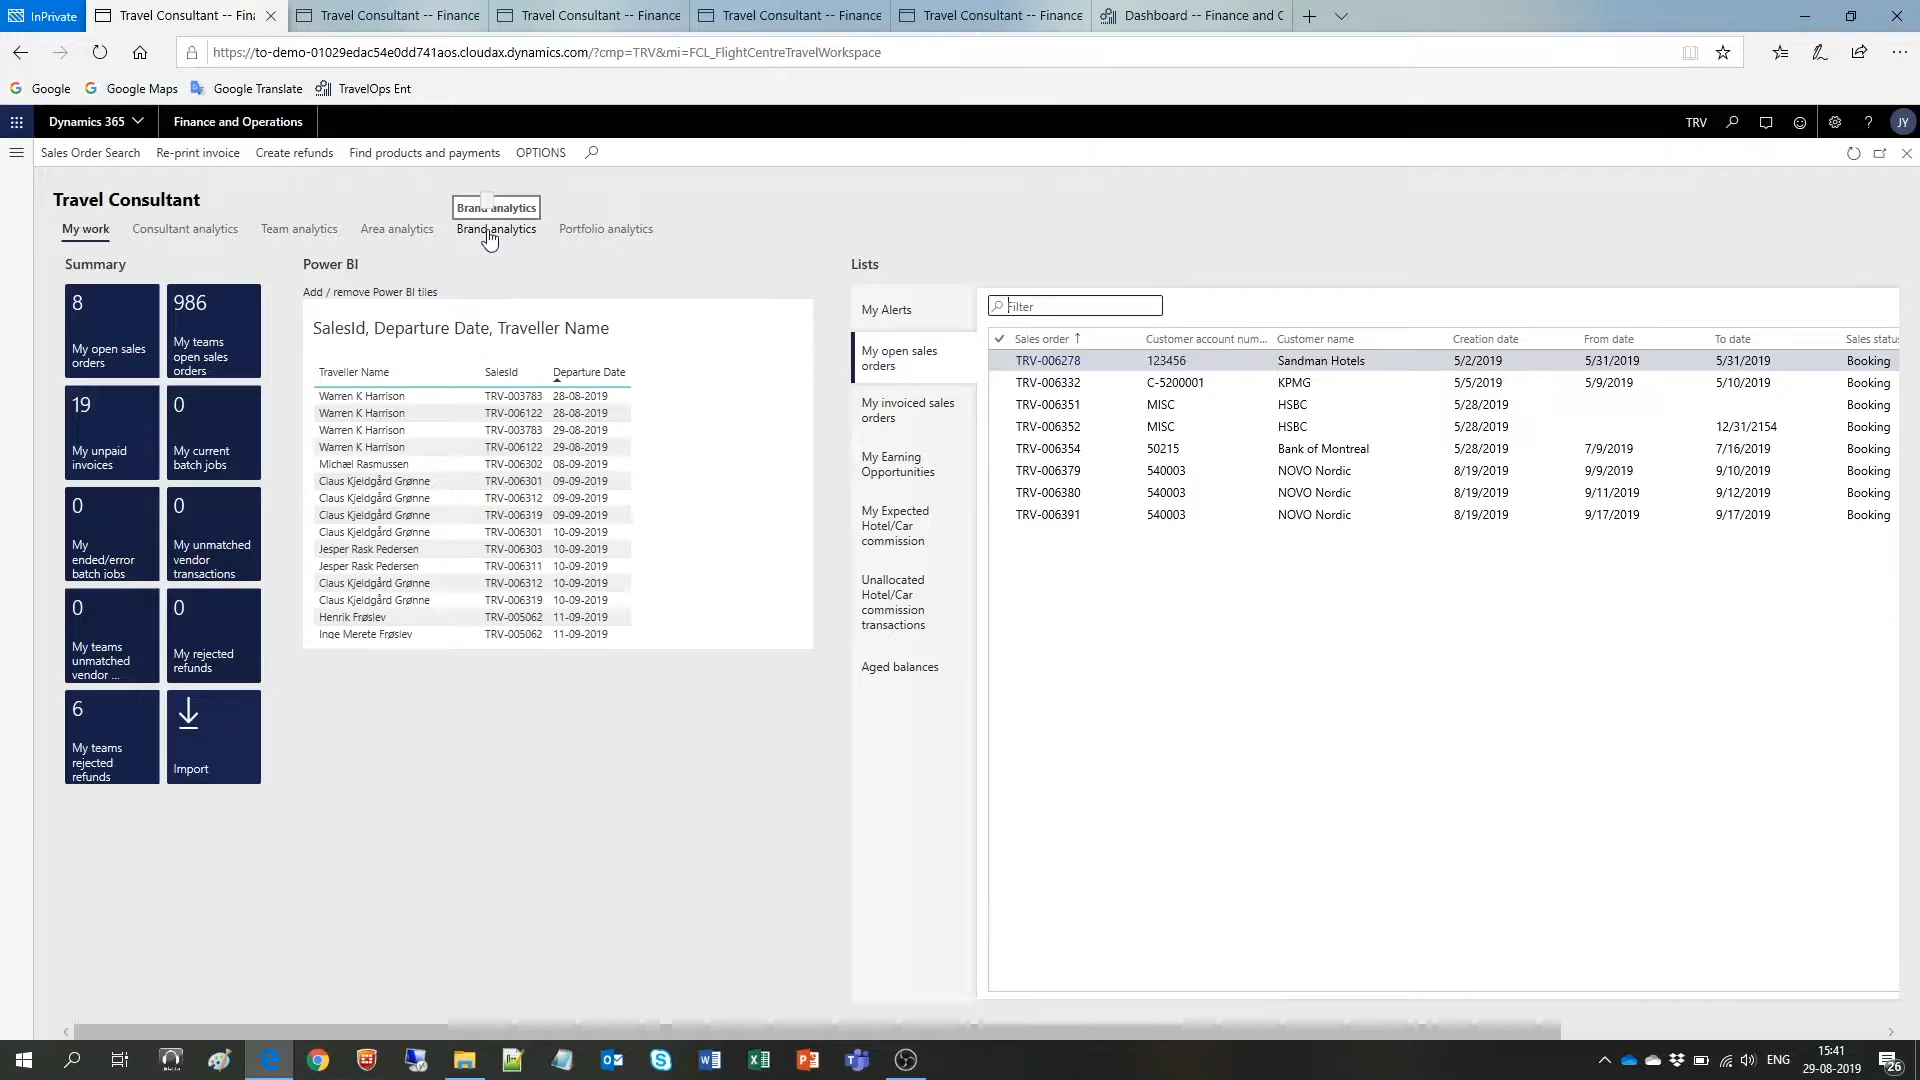 InPrivate
Travel Consultant -- Fina
Travel Consultant -- Finance
Travel Consultant -- Finance
Travel Consultant -- Finance
Travel Consultant -- Finance
Dashboard -- Finance and C
https://to-demo-01029edac54e0dd741aos.cloudax.dynamics.com/?cmp=TRV&mi=FCL_FlightCentreTravelWorkspace
Google
Google Maps
Google Translate
TravelOps Ent
Dynamics 365
Finance and Operations
TRV
JY
Sales Order Search
Re-print invoice
Create refunds
Find products and payments
OPTIONS
Travel Consultant
Brand analytics
My work
Consultant analytics
Team analytics
Area analytics
Brand analytics
Portfolio analytics
Summary
8
My open sales
orders
986
My teams
open sales
orders
19
My unpaid
invoices
0
My current
batch jobs
0
My
ended/error
batch jobs
0
My unmatched
vendor
transactions
0
My teams
unmatched
vendor ...
0
My rejected
refunds
6
My teams
rejected
refunds
Import
Power BI
Add / remove Power BI tiles
SalesId, Departure Date, Traveller Name
Traveller Name SalesId Departure Date
Warren K Harrison TRV-003783 28-08-2019
Warren K Harrison TRV-006122 28-08-2019
Warren K Harrison TRV-003783 29-08-2019
Warren K Harrison TRV-006122 29-08-2019
Michæl Rasmussen TRV-006302 08-09-2019
Claus Kjeldgård Grønne TRV-006301 09-09-2019
Claus Kjeldgård Grønne TRV-006312 09-09-2019
Claus Kjeldgård Grønne TRV-006319 09-09-2019
Claus Kjeldgård Grønne TRV-006301 10-09-2019
Jesper Rask Pedersen TRV-006303 10-09-2019
Jesper Rask Pedersen TRV-006311 10-09-2019
Claus Kjeldgård Grønne TRV-006312 10-09-2019
Claus Kjeldgård Grønne TRV-006319 10-09-2019
Henrik Frøslev TRV-005062 11-09-2019
Inge Merete Frøslev TRV-005062 11-09-2019
Lists
My Alerts
My open sales
orders
My invoiced sales
orders
My Earning
Opportunities
My Expected
Hotel/Car
commission
Unallocated
Hotel/Car
commission
transactions
Aged balances
Filter
Sales order Customer account num... Customer name Creation date From date To date Sales status
TRV-006278 123456 Sandman Hotels 5/2/2019 5/31/2019 5/31/2019 Booking
TRV-006332 C-5200001 KPMG 5/5/2019 5/9/2019 5/10/2019 Booking
TRV-006351 MISC HSBC 5/28/2019 Booking
TRV-006352 MISC HSBC 5/28/2019 12/31/2154 Booking
TRV-006354 50215 Bank of Montreal 5/28/2019 7/9/2019 7/16/2019 Booking
TRV-006379 540003 NOVO Nordic 8/19/2019 9/9/2019 9/10/2019 Booking
TRV-006380 540003 NOVO Nordic 8/19/2019 9/11/2019 9/12/2019 Booking
TRV-006391 540003 NOVO Nordic 8/19/2019 9/17/2019 9/17/2019 Booking
ENG
15:41
29-08-2019
26